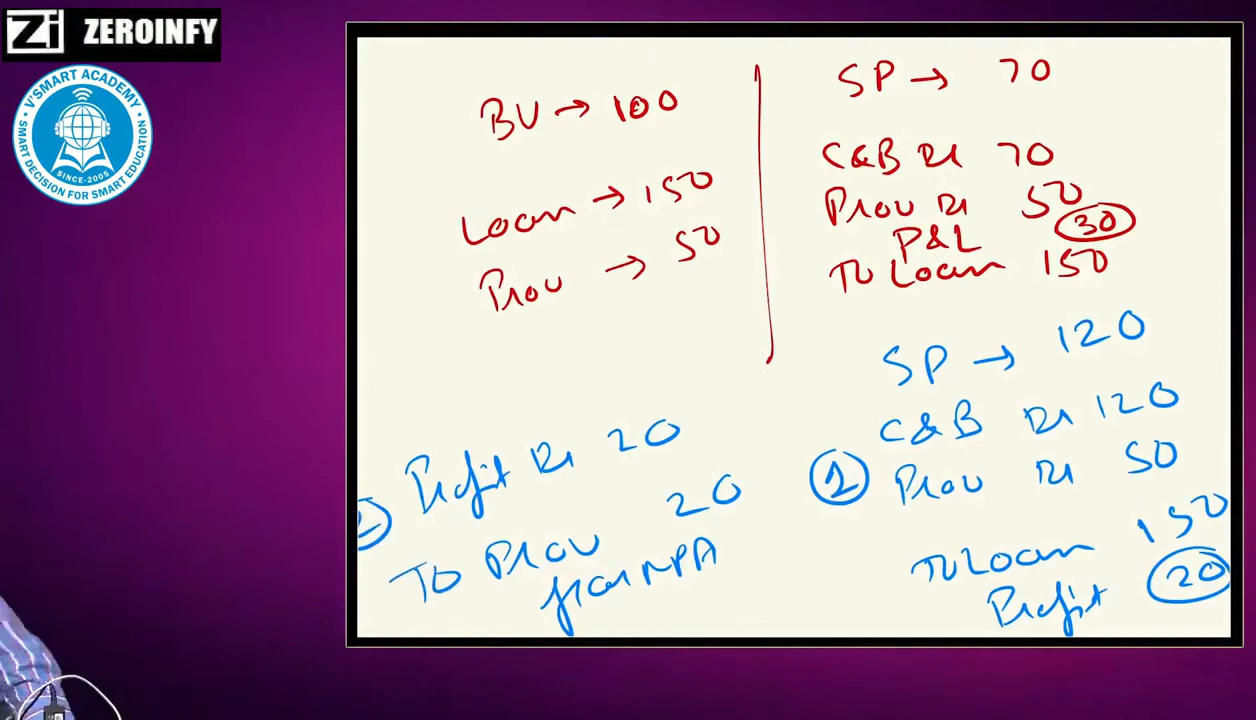 Zi ZEROINFY
V'SMART ACADEMY
SINCE-2005
SMART DECISION FOR SMART EDUCATION
BV → 100
Loan → 150
Prov → 50
SP → 70
C&B Dr 70
Prov Dr 50
P&L 30
To Loan 150
SP → 120
C&B Dr 120
1 Prov Dr 50
To Loan 150
Profit 20
Profit Dr 20
To Prov 20
for NPA